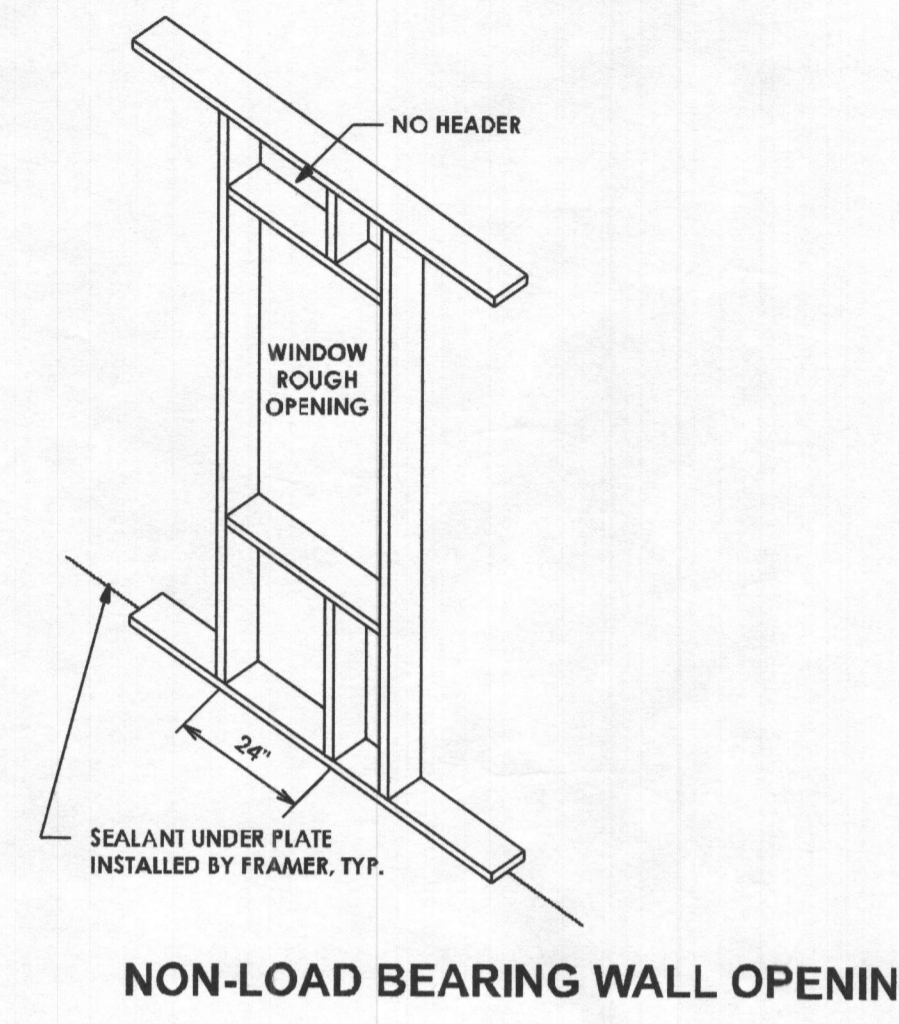 NO HEADER
WINDOW
ROUGH
OPENING
24"
SEALANT UNDER PLATE
INSTALLED BY FRAMER, TYP.
NON-LOAD BEARING WALL OPENIN